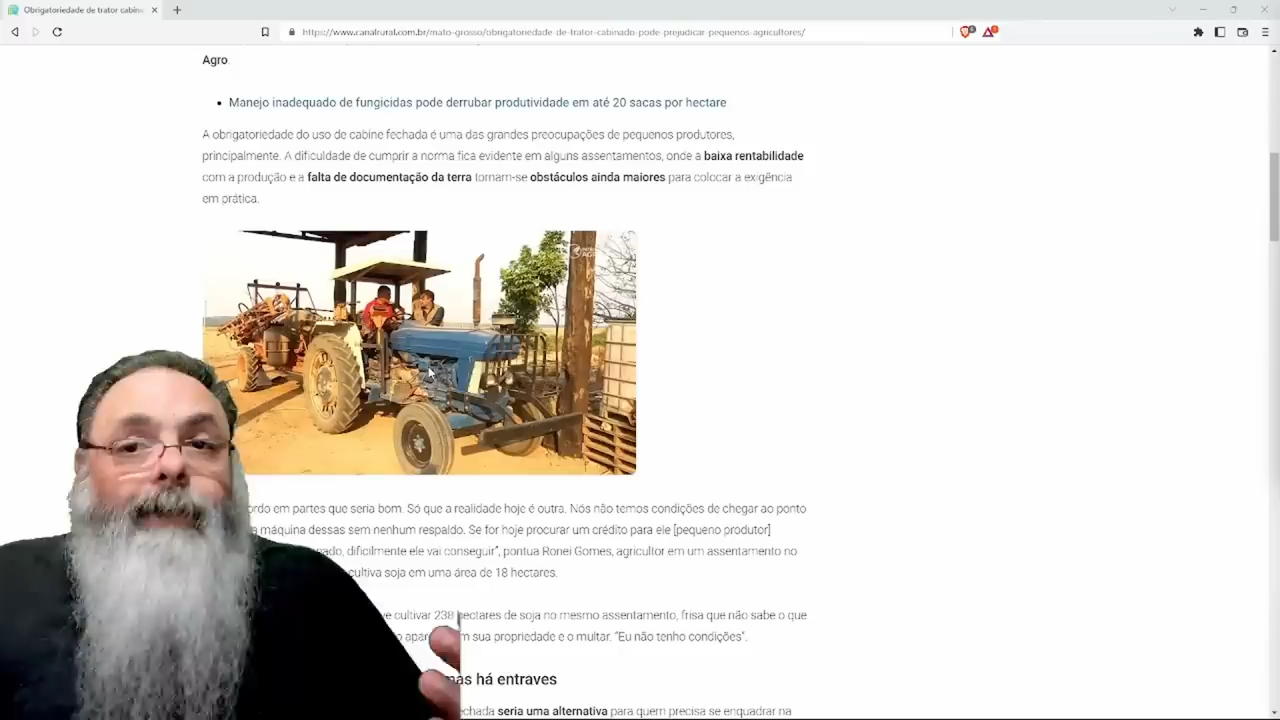 Obrigatoriedade de trator cabin
https://www.canalrural.com.br/mato-grosso/obrigatoriedade-de-trator-cabinado-pode-prejudicar-pequenos-agricultores/
Agro
Manejo inadequado de fungicidas pode derrubar produtividade em até 20 sacas por hectare
A obrigatoriedade do uso de cabine fechada é uma das grandes preocupações de pequenos produtores,
principalmente. A dificuldade de cumprir a norma fica evidente em alguns assentamentos, onde a baixa rentabilidade
com a produção e a falta de documentação da terra tornam-se obstáculos ainda maiores para colocar a exigência
em prática.
ordo em partes que seria bom. Só que a realidade hoje é outra. Nós não temos condições de chegar ao ponto
a máquina dessas sem nenhum respaldo. Se for hoje procurar um crédito para ele [pequeno produtor]
nado, dificilmente ele vai conseguir”, pontua Ronei Gomes, agricultor em um assentamento no
cultiva soja em uma área de 18 hectares.
ve cultivar 238 hectares de soja no mesmo assentamento, frisa que não sabe o que
o apar m sua propriedade e o multar. “Eu não tenho condições”.
mas há entraves
echada seria uma alternativa para quem precisa se enquadrar na